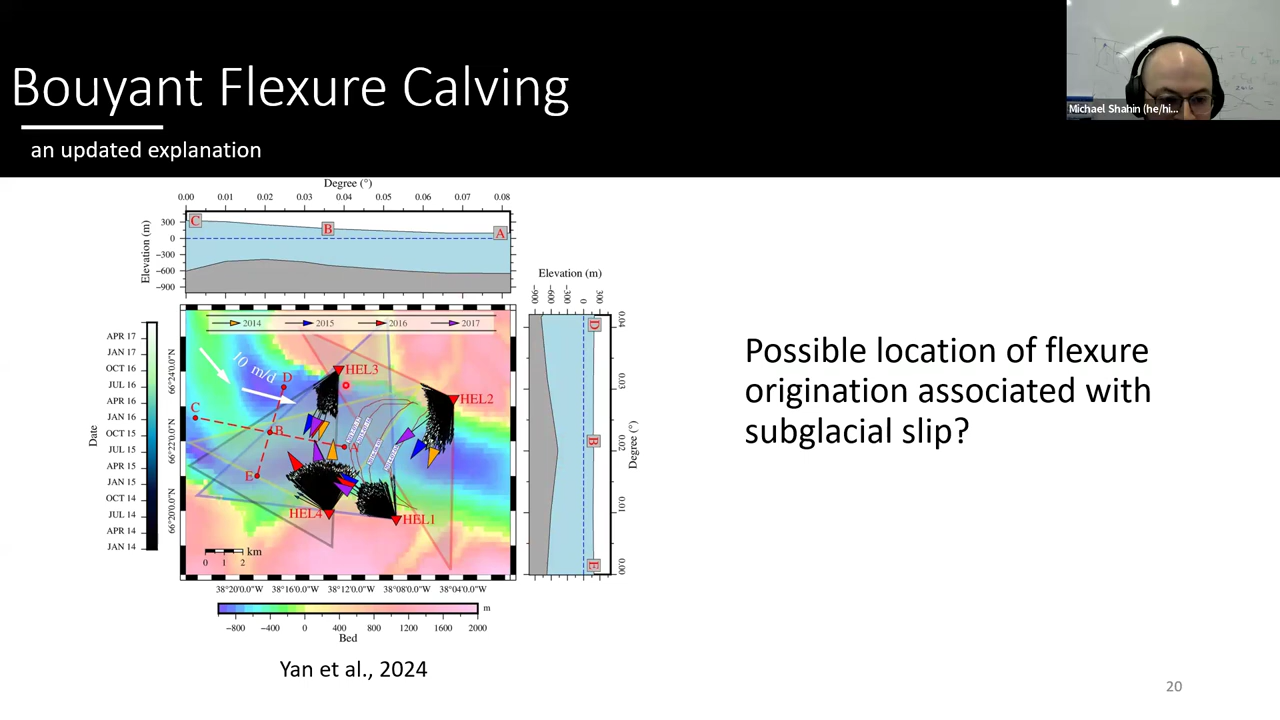 Bouyant Flexure Calving
Michael Shahin (he/hi...
an updated explanation
Degree (°)
0.00 0.01 0.02 0.03 0.04 0.05 0.06 0.07 0.08
Elevation (m)
300
0
−300
−600
−900
C B A
Elevation (m)
−900 −600 −300 0 300
D
B
E
0.04
0.03
0.02
0.01
0.00
Degree (°)
2014 2015 2016 2017
Date
APR 17
JAN 17
OCT 16
JUL 16
APR 16
JAN 16
OCT 15
JUL 15
APR 15
JAN 15
OCT 14
JUL 14
APR 14
JAN 14
66°24'0.0"N
66°22'0.0"N
66°20'0.0"N
10 m/d
HEL3
D
HEL2
C
B
A
E
HEL4
HEL1
km
0 1 2
38°20'0.0"W 38°16'0.0"W 38°12'0.0"W 38°08'0.0"W 38°04'0.0"W
m
−800 −400 0 400 800 1200 1600 2000
Bed
Possible location of flexure
origination associated with
subglacial slip?
Yan et al., 2024
20